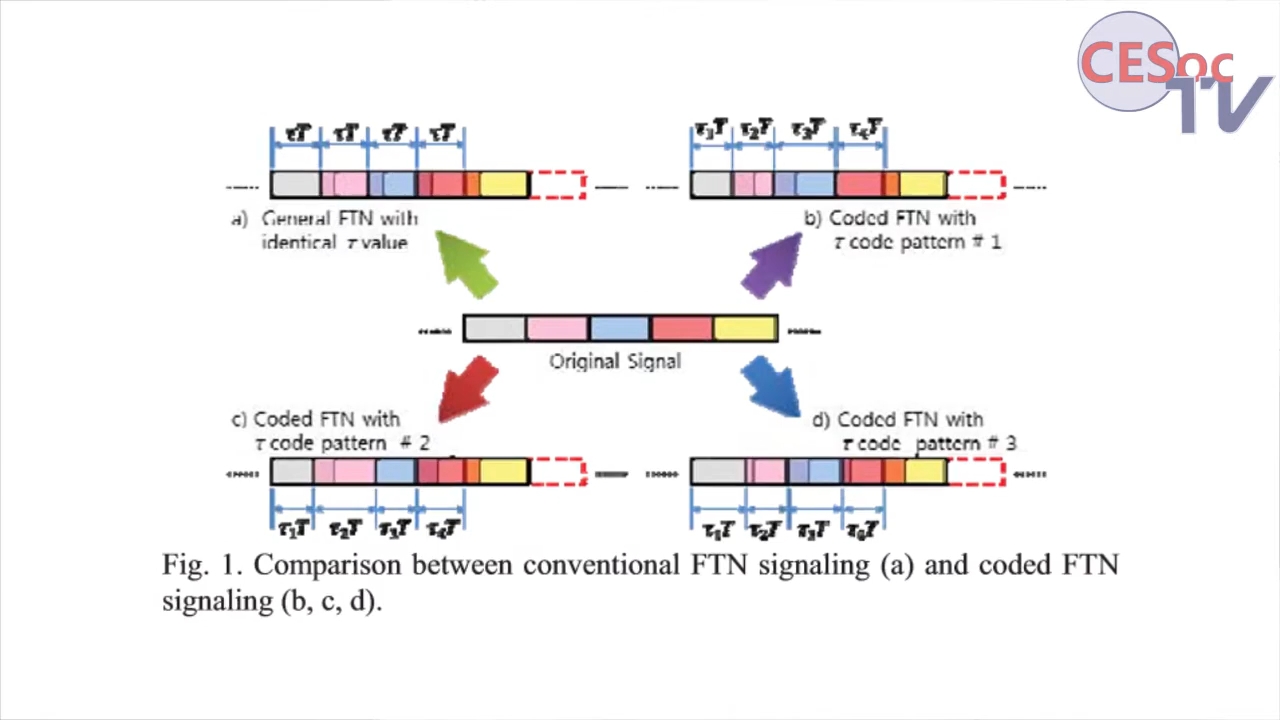 CESoc
TV
τT τT τT τT
τ₁T τ₂T τ₃T τ₄T
a) General FTN with
identical τ value
b) Coded FTN with
τ code pattern # 1
Original Signal
c) Coded FTN with
τ code pattern # 2
d) Coded FTN with
τ code pattern # 3
τ₁T τ₂T τ₃T τ₄T
τ₁T τ₂T τ₃T τ₄T
Fig. 1. Comparison between conventional FTN signaling (a) and coded FTN
signaling (b, c, d).